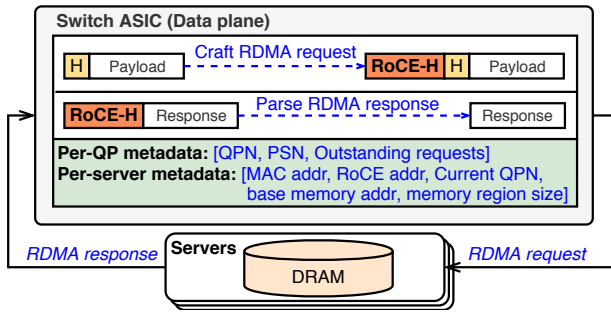 Switch ASIC (Data plane)
H Payload Craft RDMA request RoCE-H H Payload
RoCE-H Response Parse RDMA response Response
Per-QP metadata: [QPN, PSN, Outstanding requests]
Per-server metadata: [MAC addr, RoCE addr, Current QPN,
base memory addr, memory region size]
RDMA response Servers RDMA request
DRAM